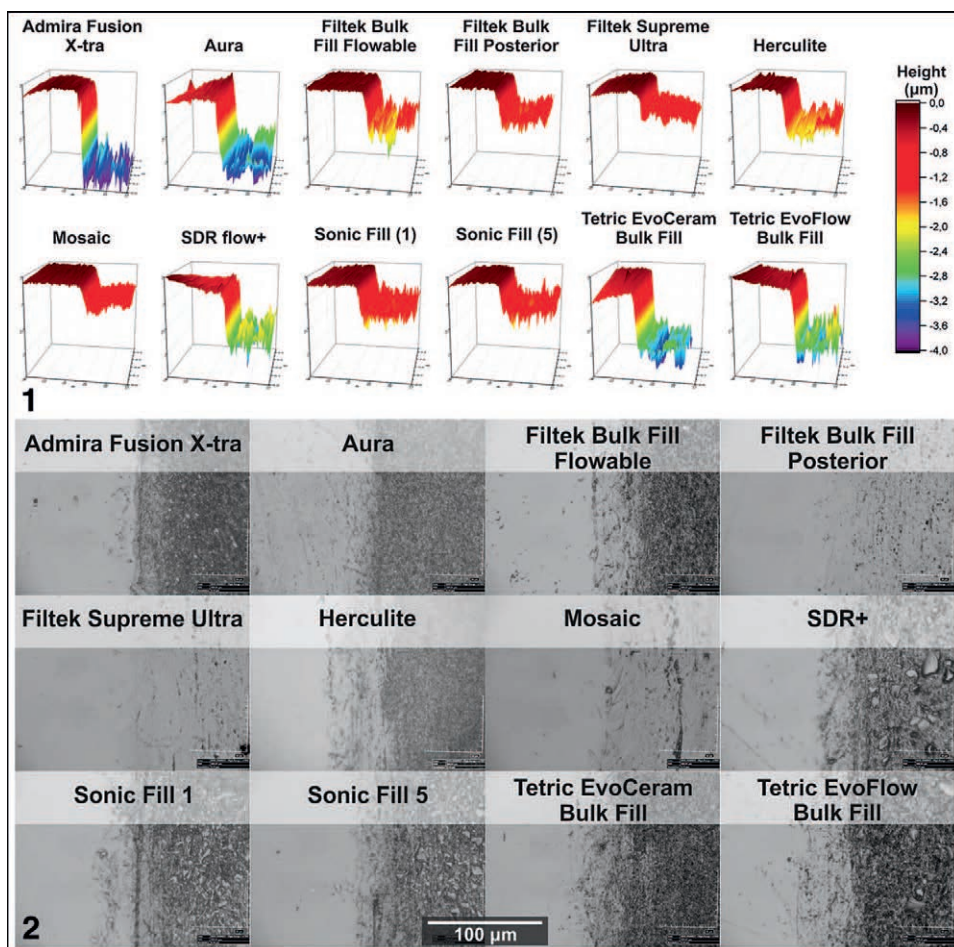 Admira Fusion
X-tra
Aura
Filtek Bulk
Fill Flowable
Filtek Bulk
Fill Posterior
Filtek Supreme
Ultra
Herculite
Height
(µm)
0,0
-0,4
-0,8
-1,2
-1,6
-2,0
-2,4
-2,8
-3,2
-3,6
-4,0
Mosaic
SDR flow+
Sonic Fill (1)
Sonic Fill (5)
Tetric EvoCeram
Bulk Fill
Tetric EvoFlow
Bulk Fill
1
Admira Fusion X-tra
Aura
Filtek Bulk Fill
Flowable
Filtek Bulk Fill
Posterior
Filtek Supreme Ultra
Herculite
Mosaic
SDR+
Sonic Fill 1
Sonic Fill 5
Tetric EvoCeram
Bulk Fill
Tetric EvoFlow
Bulk Fill
2
100 µm